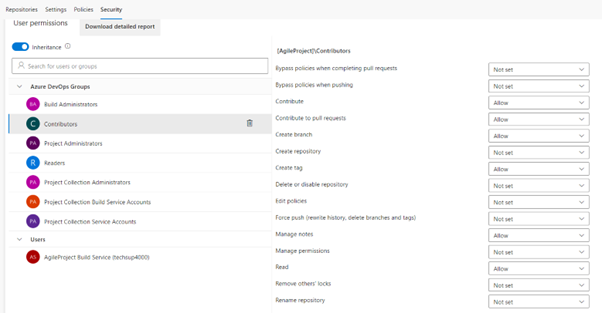 Repositories Settings Policies Security
User permissions Download detailed report
Inheritance
Search for users or groups
Azure DevOps Groups
BA Build Administrators
C Contributors
PA Project Administrators
R Readers
PA Project Collection Administrators
PA Project Collection Build Service Accounts
PA Project Collection Service Accounts
Users
AS AgileProject Build Service (techsup4000)
[AgileProject]\Contributors
Bypass policies when completing pull requests Not set
Bypass policies when pushing Not set
Contribute Allow
Contribute to pull requests Allow
Create branch Allow
Create repository Not set
Create tag Allow
Delete or disable repository Not set
Edit policies Not set
Force push (rewrite history, delete branches and tags) Not set
Manage notes Allow
Manage permissions Not set
Read Allow
Remove others' locks Not set
Rename repository Not set